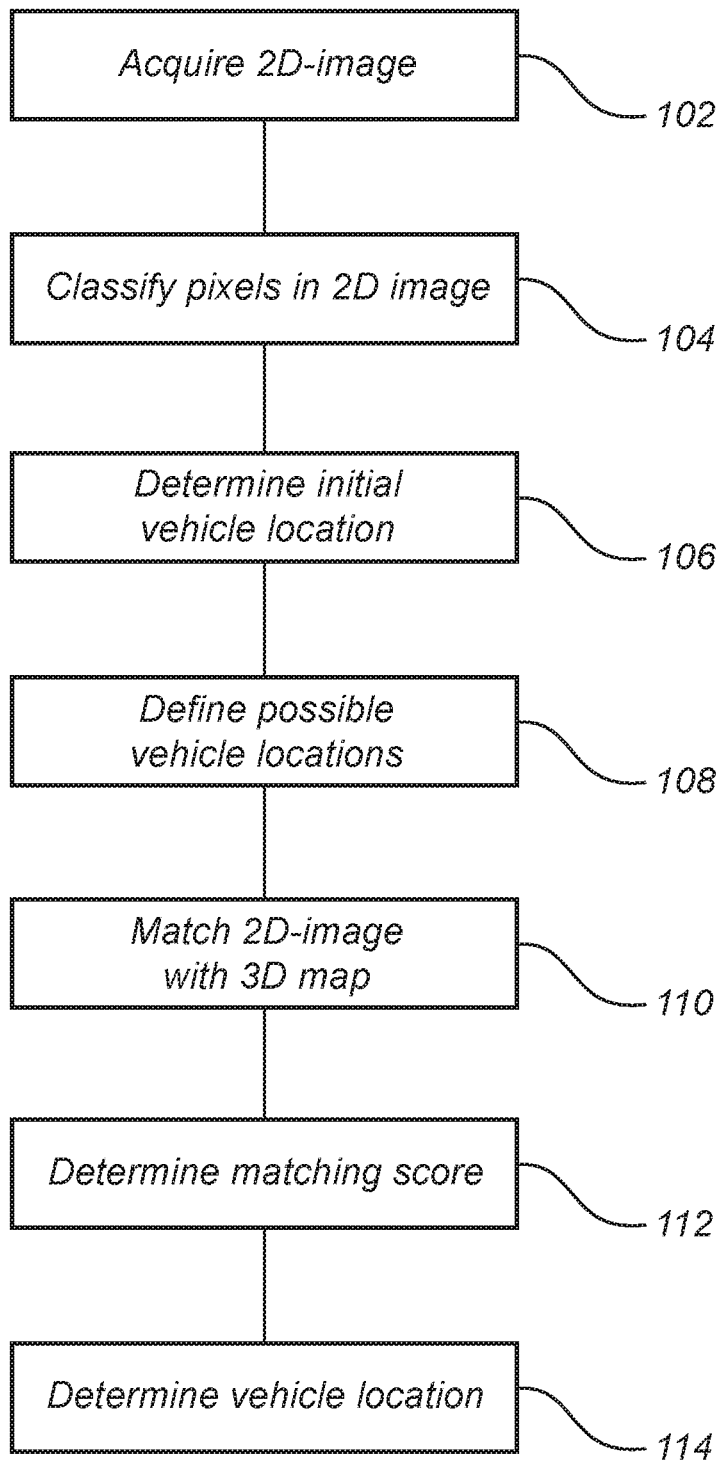 Acquire 2D-image
102
Classify pixels in 2D image
104
Determine initial
vehicle location
106
Define possible
vehicle locations
108
Match 2D-image
with 3D map
110
Determine matching score
112
Determine vehicle location
114